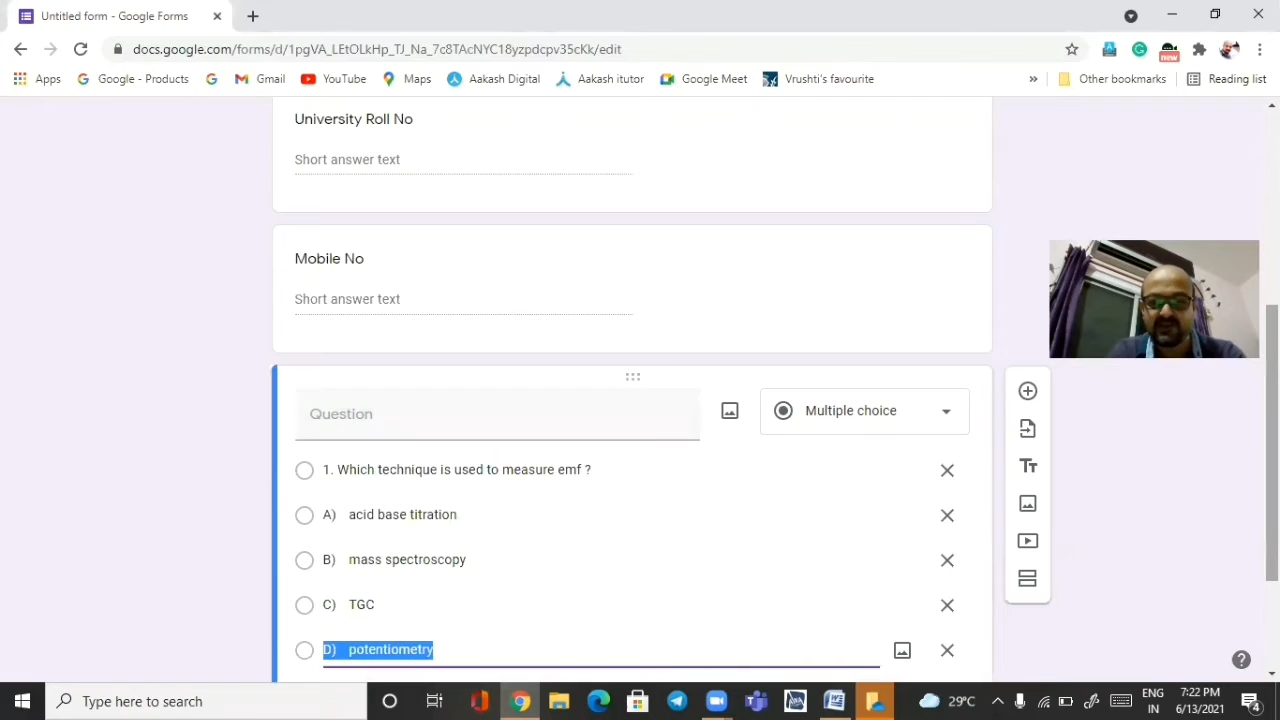 Untitled form - Google Forms
docs.google.com/forms/d/1pgVA_LEtOLkHp_TJ_Na_7c8TAcNYC18yzpdcpv35cKk/edit
new
Apps
Google - Products
Gmail
YouTube
Maps
Aakash Digital
Aakash itutor
Google Meet
Vrushti's favourite
»
Other bookmarks
Reading list
University Roll No
Short answer text
Mobile No
Short answer text
Question
Multiple choice
1. Which technique is used to measure emf ?
A) acid base titration
B) mass spectroscopy
C) TGC
D) potentiometry
Type here to search
29°C
ENG
IN
7:22 PM
6/13/2021
4